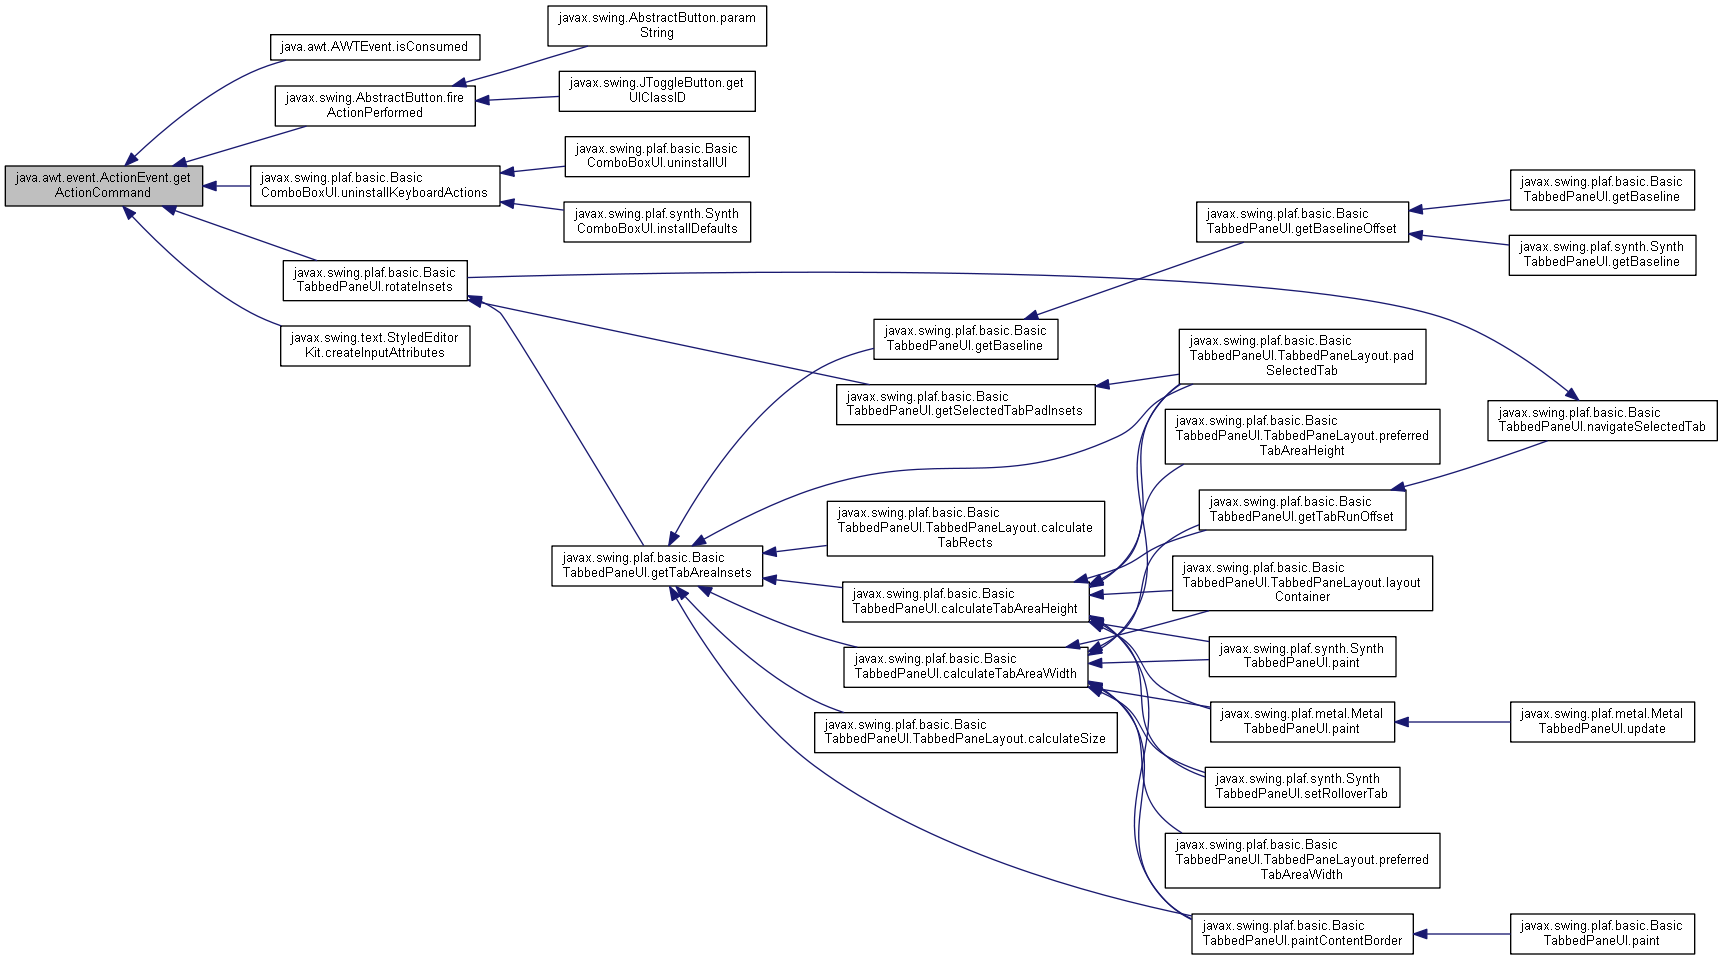 javax.swing.AbstractButton.param
String
java.awt.AWTEvent.isConsumed
javax.swing.JToggleButton.get
UIClassID
javax.swing.AbstractButton.fire
ActionPerformed
javax.swing.plaf.basic.Basic
ComboBoxUI.uninstallUI
java.awt.event.ActionEvent.get
ActionCommand
javax.swing.plaf.basic.Basic
ComboBoxUI.uninstallKeyboardActions
javax.swing.plaf.synth.Synth
ComboBoxUI.installDefaults
javax.swing.plaf.basic.Basic
TabbedPaneUI.getBaselineOffset
javax.swing.plaf.basic.Basic
TabbedPaneUI.getBaseline
javax.swing.plaf.synth.Synth
TabbedPaneUI.getBaseline
javax.swing.plaf.basic.Basic
TabbedPaneUI.rotateInsets
javax.swing.text.StyledEditor
Kit.createInputAttributes
javax.swing.plaf.basic.Basic
TabbedPaneUI.getBaseline
javax.swing.plaf.basic.Basic
TabbedPaneUI.TabbedPaneLayout.pad
SelectedTab
javax.swing.plaf.basic.Basic
TabbedPaneUI.getSelectedTabPadInsets
javax.swing.plaf.basic.Basic
TabbedPaneUI.navigateSelectedTab
javax.swing.plaf.basic.Basic
TabbedPaneUI.TabbedPaneLayout.preferred
TabAreaHeight
javax.swing.plaf.basic.Basic
TabbedPaneUI.getTabRunOffset
javax.swing.plaf.basic.Basic
TabbedPaneUI.TabbedPaneLayout.calculate
TabRects
javax.swing.plaf.basic.Basic
TabbedPaneUI.getTabAreaInsets
javax.swing.plaf.basic.Basic
TabbedPaneUI.TabbedPaneLayout.layout
Container
javax.swing.plaf.basic.Basic
TabbedPaneUI.calculateTabAreaHeight
javax.swing.plaf.synth.Synth
TabbedPaneUI.paint
javax.swing.plaf.basic.Basic
TabbedPaneUI.calculateTabAreaWidth
javax.swing.plaf.metal.Metal
TabbedPaneUI.paint
javax.swing.plaf.metal.Metal
TabbedPaneUI.update
javax.swing.plaf.basic.Basic
TabbedPaneUI.TabbedPaneLayout.calculateSize
javax.swing.plaf.synth.Synth
TabbedPaneUI.setRolloverTab
javax.swing.plaf.basic.Basic
TabbedPaneUI.TabbedPaneLayout.preferred
TabAreaWidth
javax.swing.plaf.basic.Basic
TabbedPaneUI.paintContentBorder
javax.swing.plaf.basic.Basic
TabbedPaneUI.paint